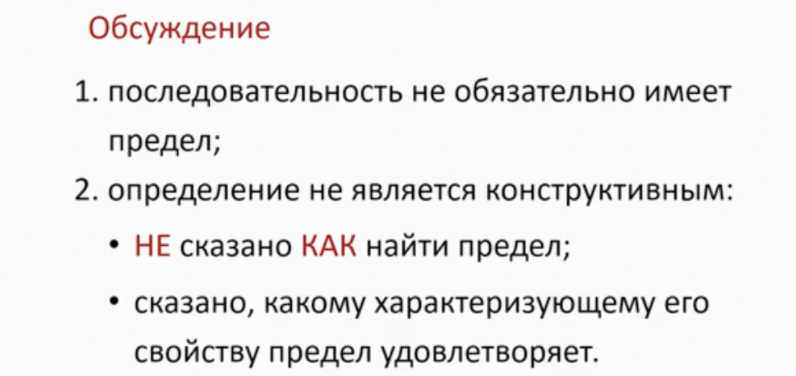 Обсуждение
1. последовательность не обязательно имеет
предел;
2. определение не является конструктивным:
• НЕ сказано КАК найти предел;
• сказано, какому характеризующему его
свойству предел удовлетворяет.